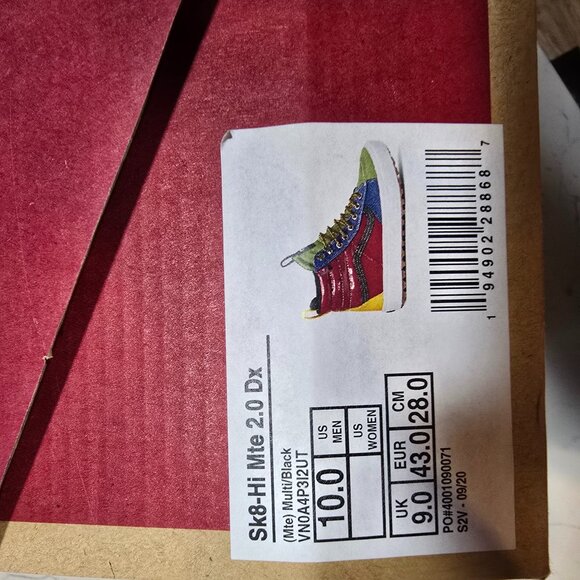 Sk8-Hi Mte 2.0 Dx
(Mte) Multi/Black
VN0A4P3I2UT
10.0 US MEN
US WOMEN
UK EUR CM
9.0 43.0 28.0
PO#4001090071
S2V - 09/20
1 94902 28868 7